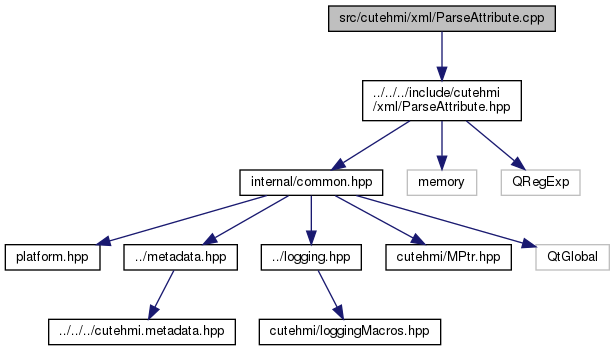 src/cutehmi/xml/ParseAttribute.cpp
../../../include/cutehmi
/xml/ParseAttribute.hpp
internal/common.hpp
memory
QRegExp
platform.hpp
../metadata.hpp
../logging.hpp
cutehmi/MPtr.hpp
QtGlobal
../../../cutehmi.metadata.hpp
cutehmi/loggingMacros.hpp